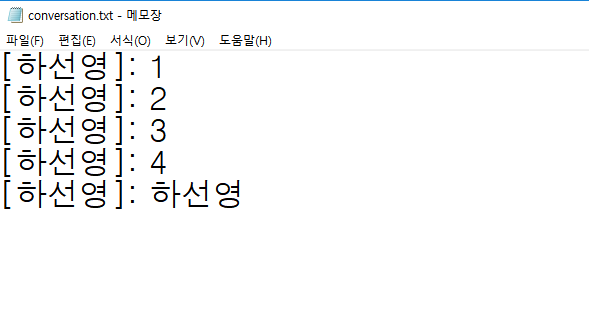 conversation.txt - 메모장
파일(F) 편집(E) 서식(O) 보기(V) 도움말(H)
[하선영]: 1
[하선영]: 2
[하선영]: 3
[하선영]: 4
[하선영]: 하선영